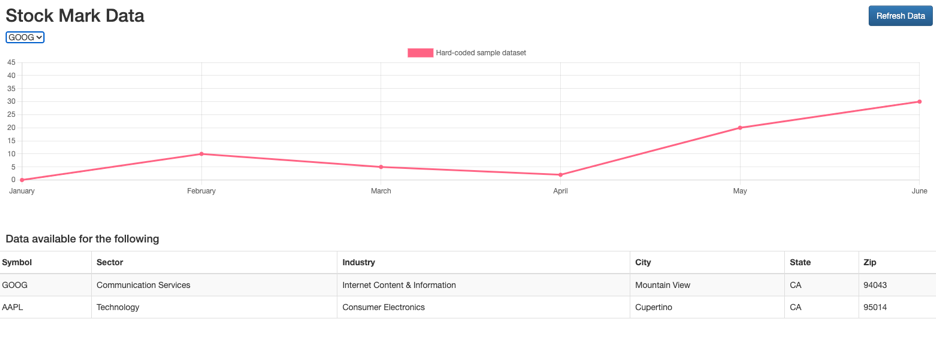 Stock Mark Data
Refresh Data
GOOG
Hard-coded sample dataset
45
40
35
30
25
20
15
10
5
0
January February March April May June
Data available for the following
Symbol Sector Industry City State Zip
GOOG Communication Services Internet Content & Information Mountain View CA 94043
AAPL Technology Consumer Electronics Cupertino CA 95014